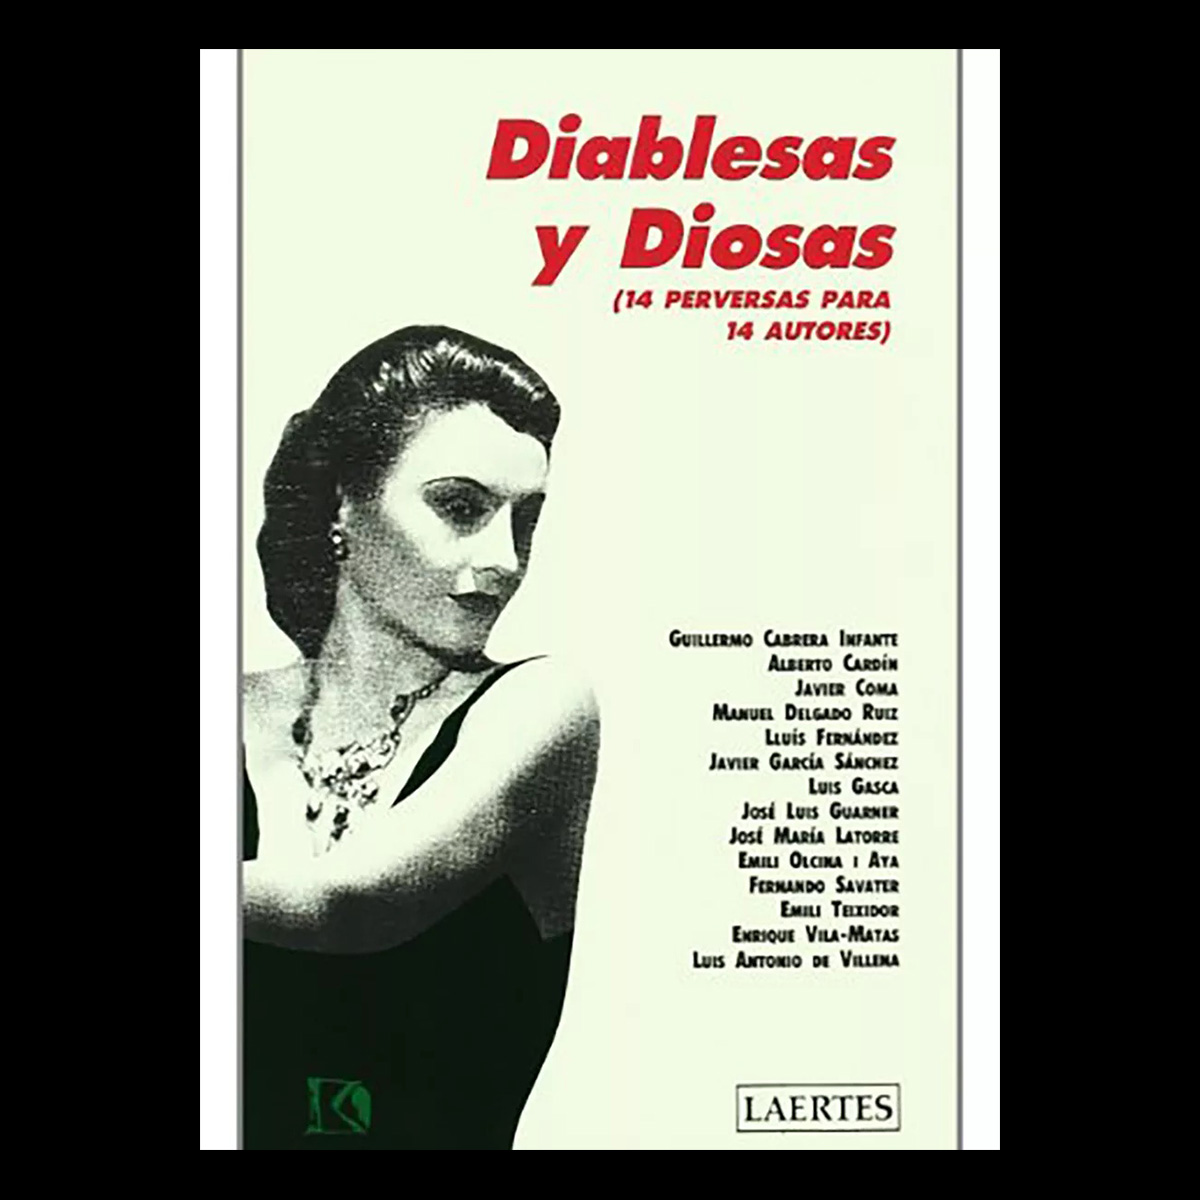 Diablesas
y Diosas
(14 PERVERSAS PARA
14 AUTORES)
GUILLERMO CABRERA INFANTE
ALBERTO CARDÍN
JAVIER COMA
MANUEL DELGADO RUIZ
LLUÍS FERNÁNDEZ
JAVIER GARCÍA SÁNCHEZ
LUIS GASCA
JOSÉ LUIS GUARNER
JOSÉ MARÍA LATORRE
EMILI OLCINA I AYA
FERNANDO SAVATER
EMILI TEIXIDOR
ENRIQUE VILA-MATAS
LUIS ANTONIO DE VILLENA
LAERTES